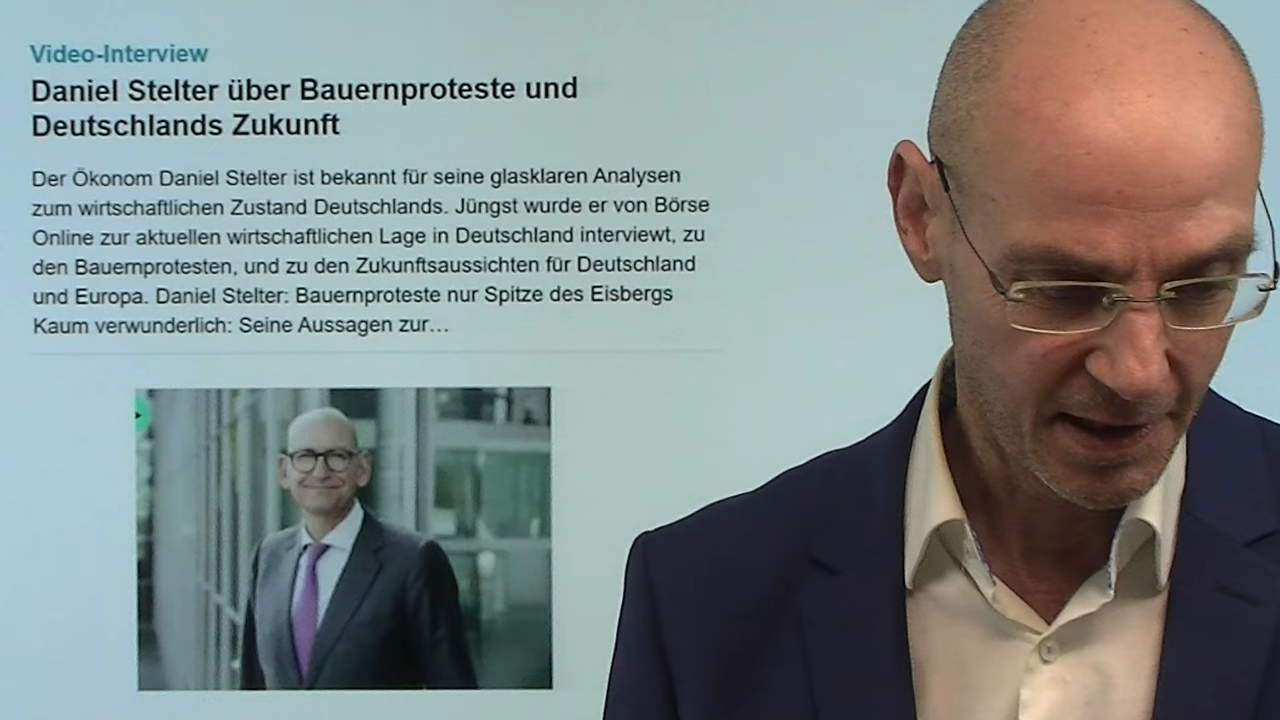 Video-Interview
Daniel Stelter über Bauernproteste und
Deutschlands Zukunft
Der Ökonom Daniel Stelter ist bekannt für seine glasklaren Analysen
zum wirtschaftlichen Zustand Deutschlands. Jüngst wurde er von Börse
Online zur aktuellen wirtschaftlichen Lage in Deutschland interviewt, zu
den Bauernprotesten, und zu den Zukunftsaussichten für Deutschland
und Europa. Daniel Stelter: Bauernproteste nur Spitze des Eisbergs
Kaum verwunderlich: Seine Aussagen zur…